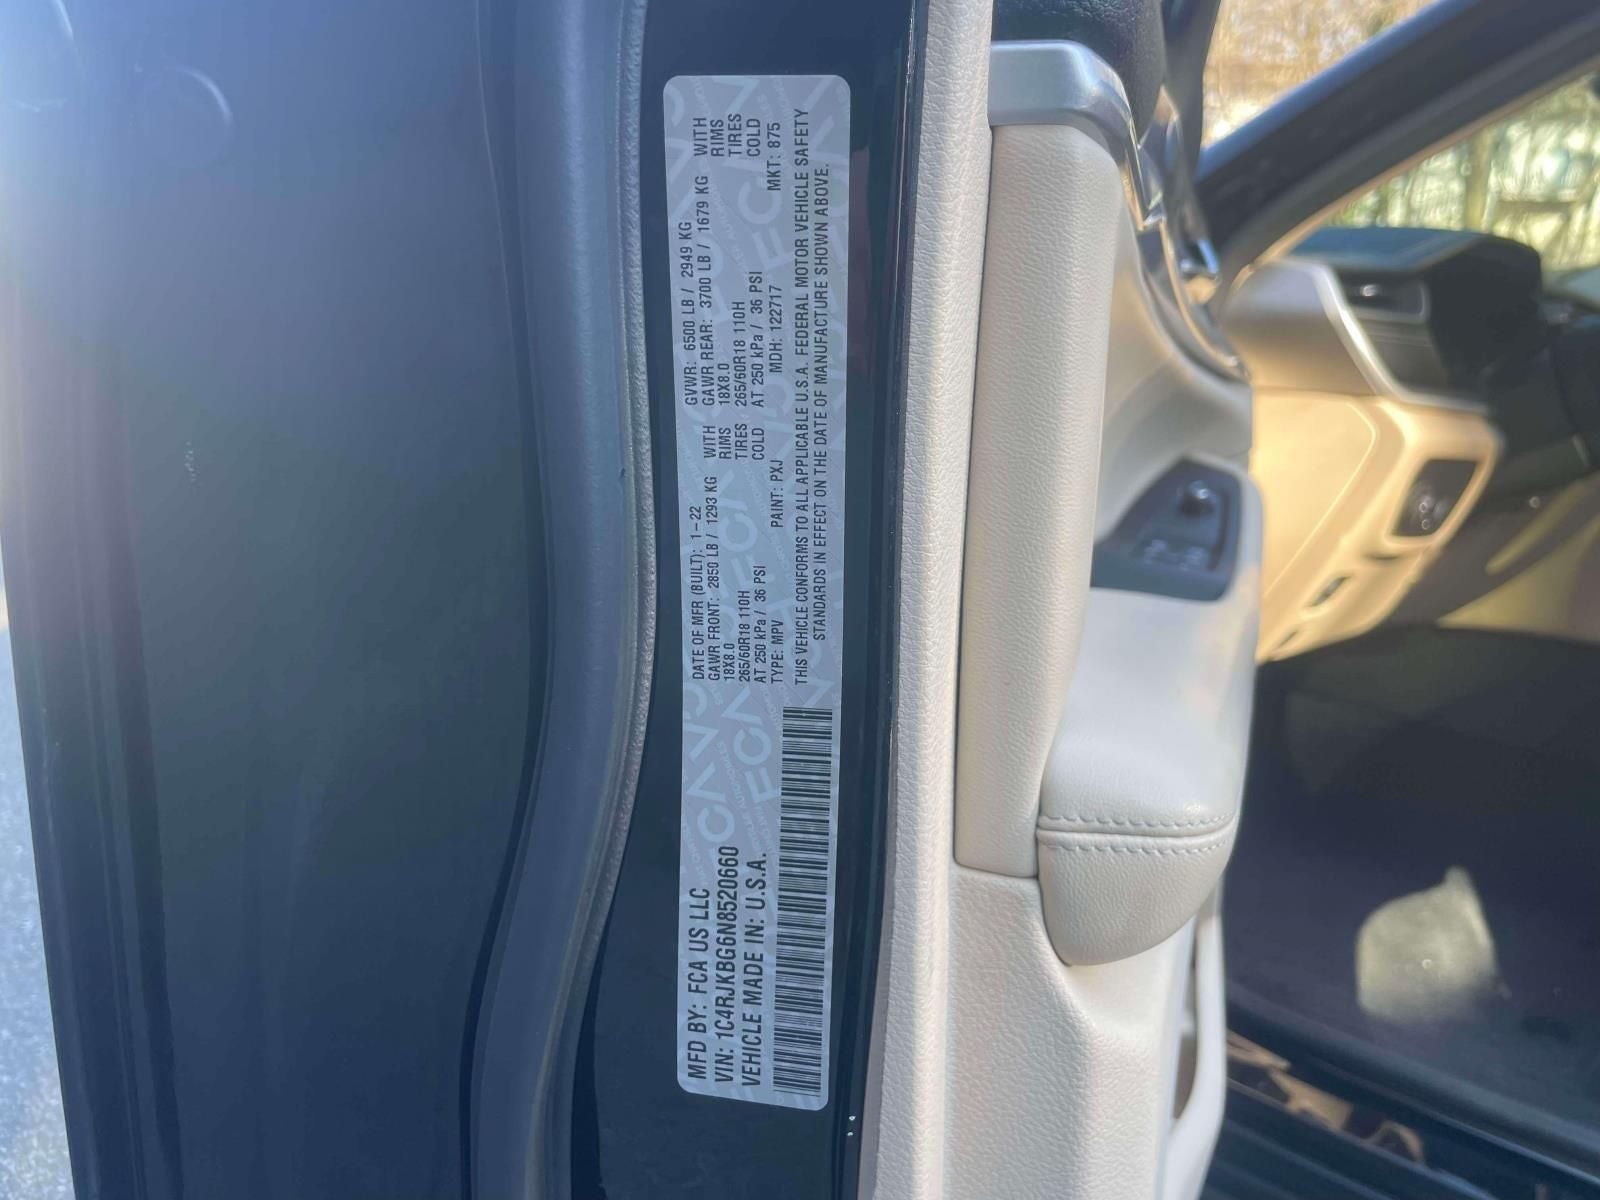 MFD BY: FCA US LLC
VIN: 1C4RJKBG6N8520660
VEHICLE MADE IN: U.S.A.
DATE OF MFR (BUILT): 1-22 GVWR: 6500 LB / 2949 KG
GAWR FRONT: 2850 LB / 1293 KG WITH GAWR REAR: 3700 LB / 1679 KG WITH
18X8.0 RIMS 18X8.0 RIMS
265/60R18 110H TIRES 265/60R18 110H TIRES
AT 250 kPa / 36 PSI COLD AT 250 kPa / 36 PSI COLD
TYPE: MPV PAINT: PXJ MDH: 122717 MKT: 875
THIS VEHICLE CONFORMS TO ALL APPLICABLE U.S.A. FEDERAL MOTOR VEHICLE SAFETY
STANDARDS IN EFFECT ON THE DATE OF MANUFACTURE SHOWN ABOVE.